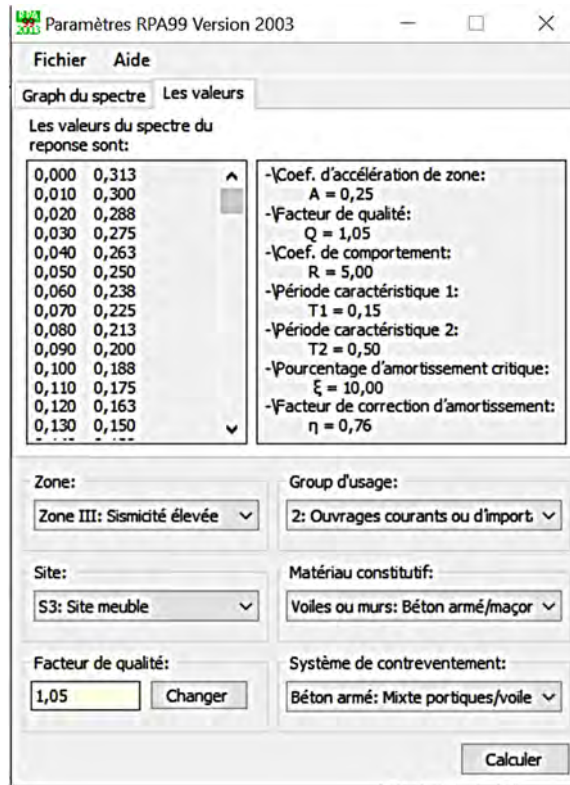 RPA 99 2003 Paramètres RPA99 Version 2003
Fichier Aide
Graph du spectre Les valeurs
Les valeurs du spectre du
reponse sont:
0,000 0,313
0,010 0,300
0,020 0,288
0,030 0,275
0,040 0,263
0,050 0,250
0,060 0,238
0,070 0,225
0,080 0,213
0,090 0,200
0,100 0,188
0,110 0,175
0,120 0,163
0,130 0,150
-\Coef. d'accélération de zone:
A = 0,25
-\Facteur de qualité:
Q = 1,05
-\Coef. de comportement:
R = 5,00
-\Période caractéristique 1:
T1 = 0,15
-\Période caractéristique 2:
T2 = 0,50
-\Pourcentage d'amortissement critique:
ξ = 10,00
-\Facteur de correction d'amortissement:
η = 0,76
Zone:
Zone III: Sismicité élevée
Group d'usage:
2: Ouvrages courants ou d'import
Site:
S3: Site meuble
Matériau constitutif:
Voiles ou murs: Béton armé/maçor
Facteur de qualité:
1,05 Changer
Système de contreventement:
Béton armé: Mixte portiques/voile
Calculer